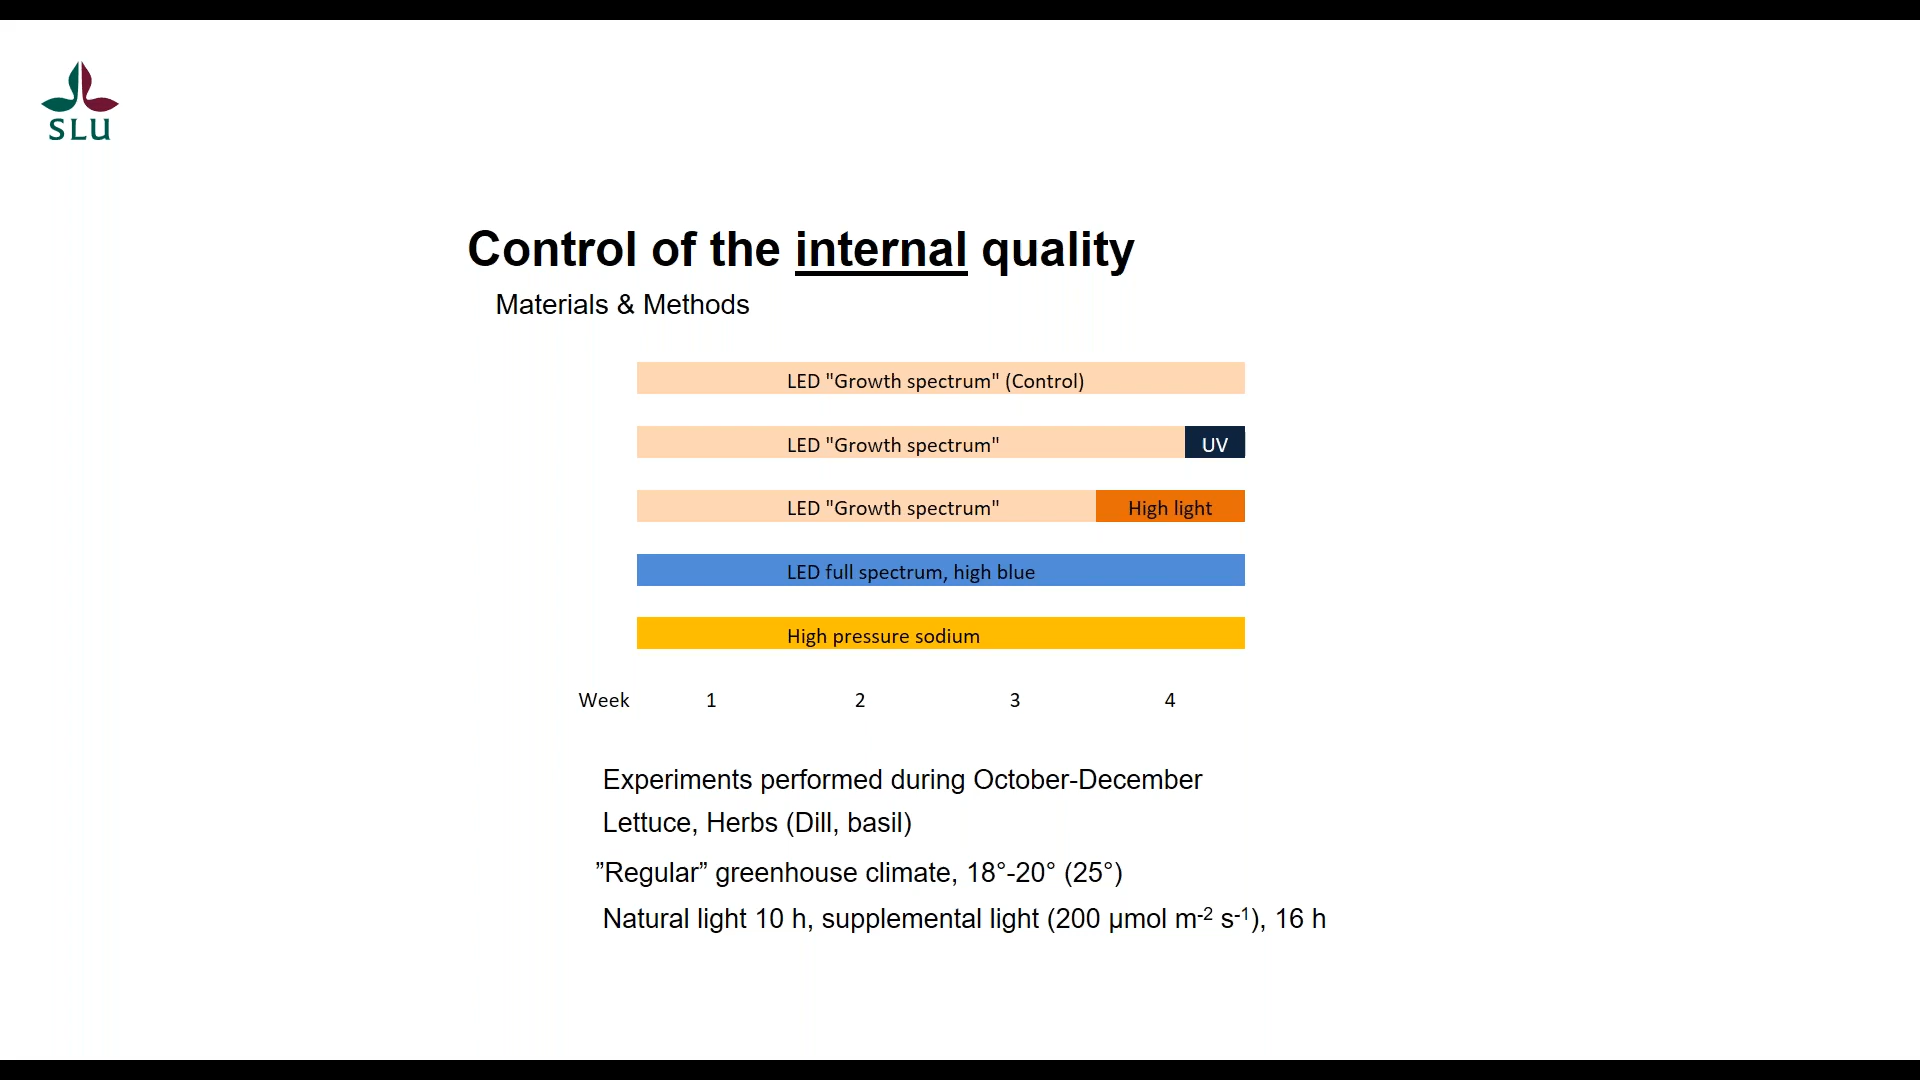 SLU
Control of the internal quality
Materials & Methods
LED "Growth spectrum" (Control)
LED "Growth spectrum" UV
LED "Growth spectrum" High light
LED full spectrum, high blue
High pressure sodium
Week 1 2 3 4
Experiments performed during October-December
Lettuce, Herbs (Dill, basil)
”Regular” greenhouse climate, 18°-20° (25°)
Natural light 10 h, supplemental light (200 µmol m-2 s-1), 16 h